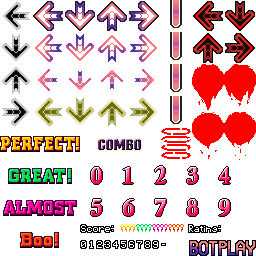 PERFECT! COMBO
GREAT! 0 1 2 3 4
ALMOST 5 6 7 8 9
Score: Rating:
Boo! 0123456789-
BOTPLAY